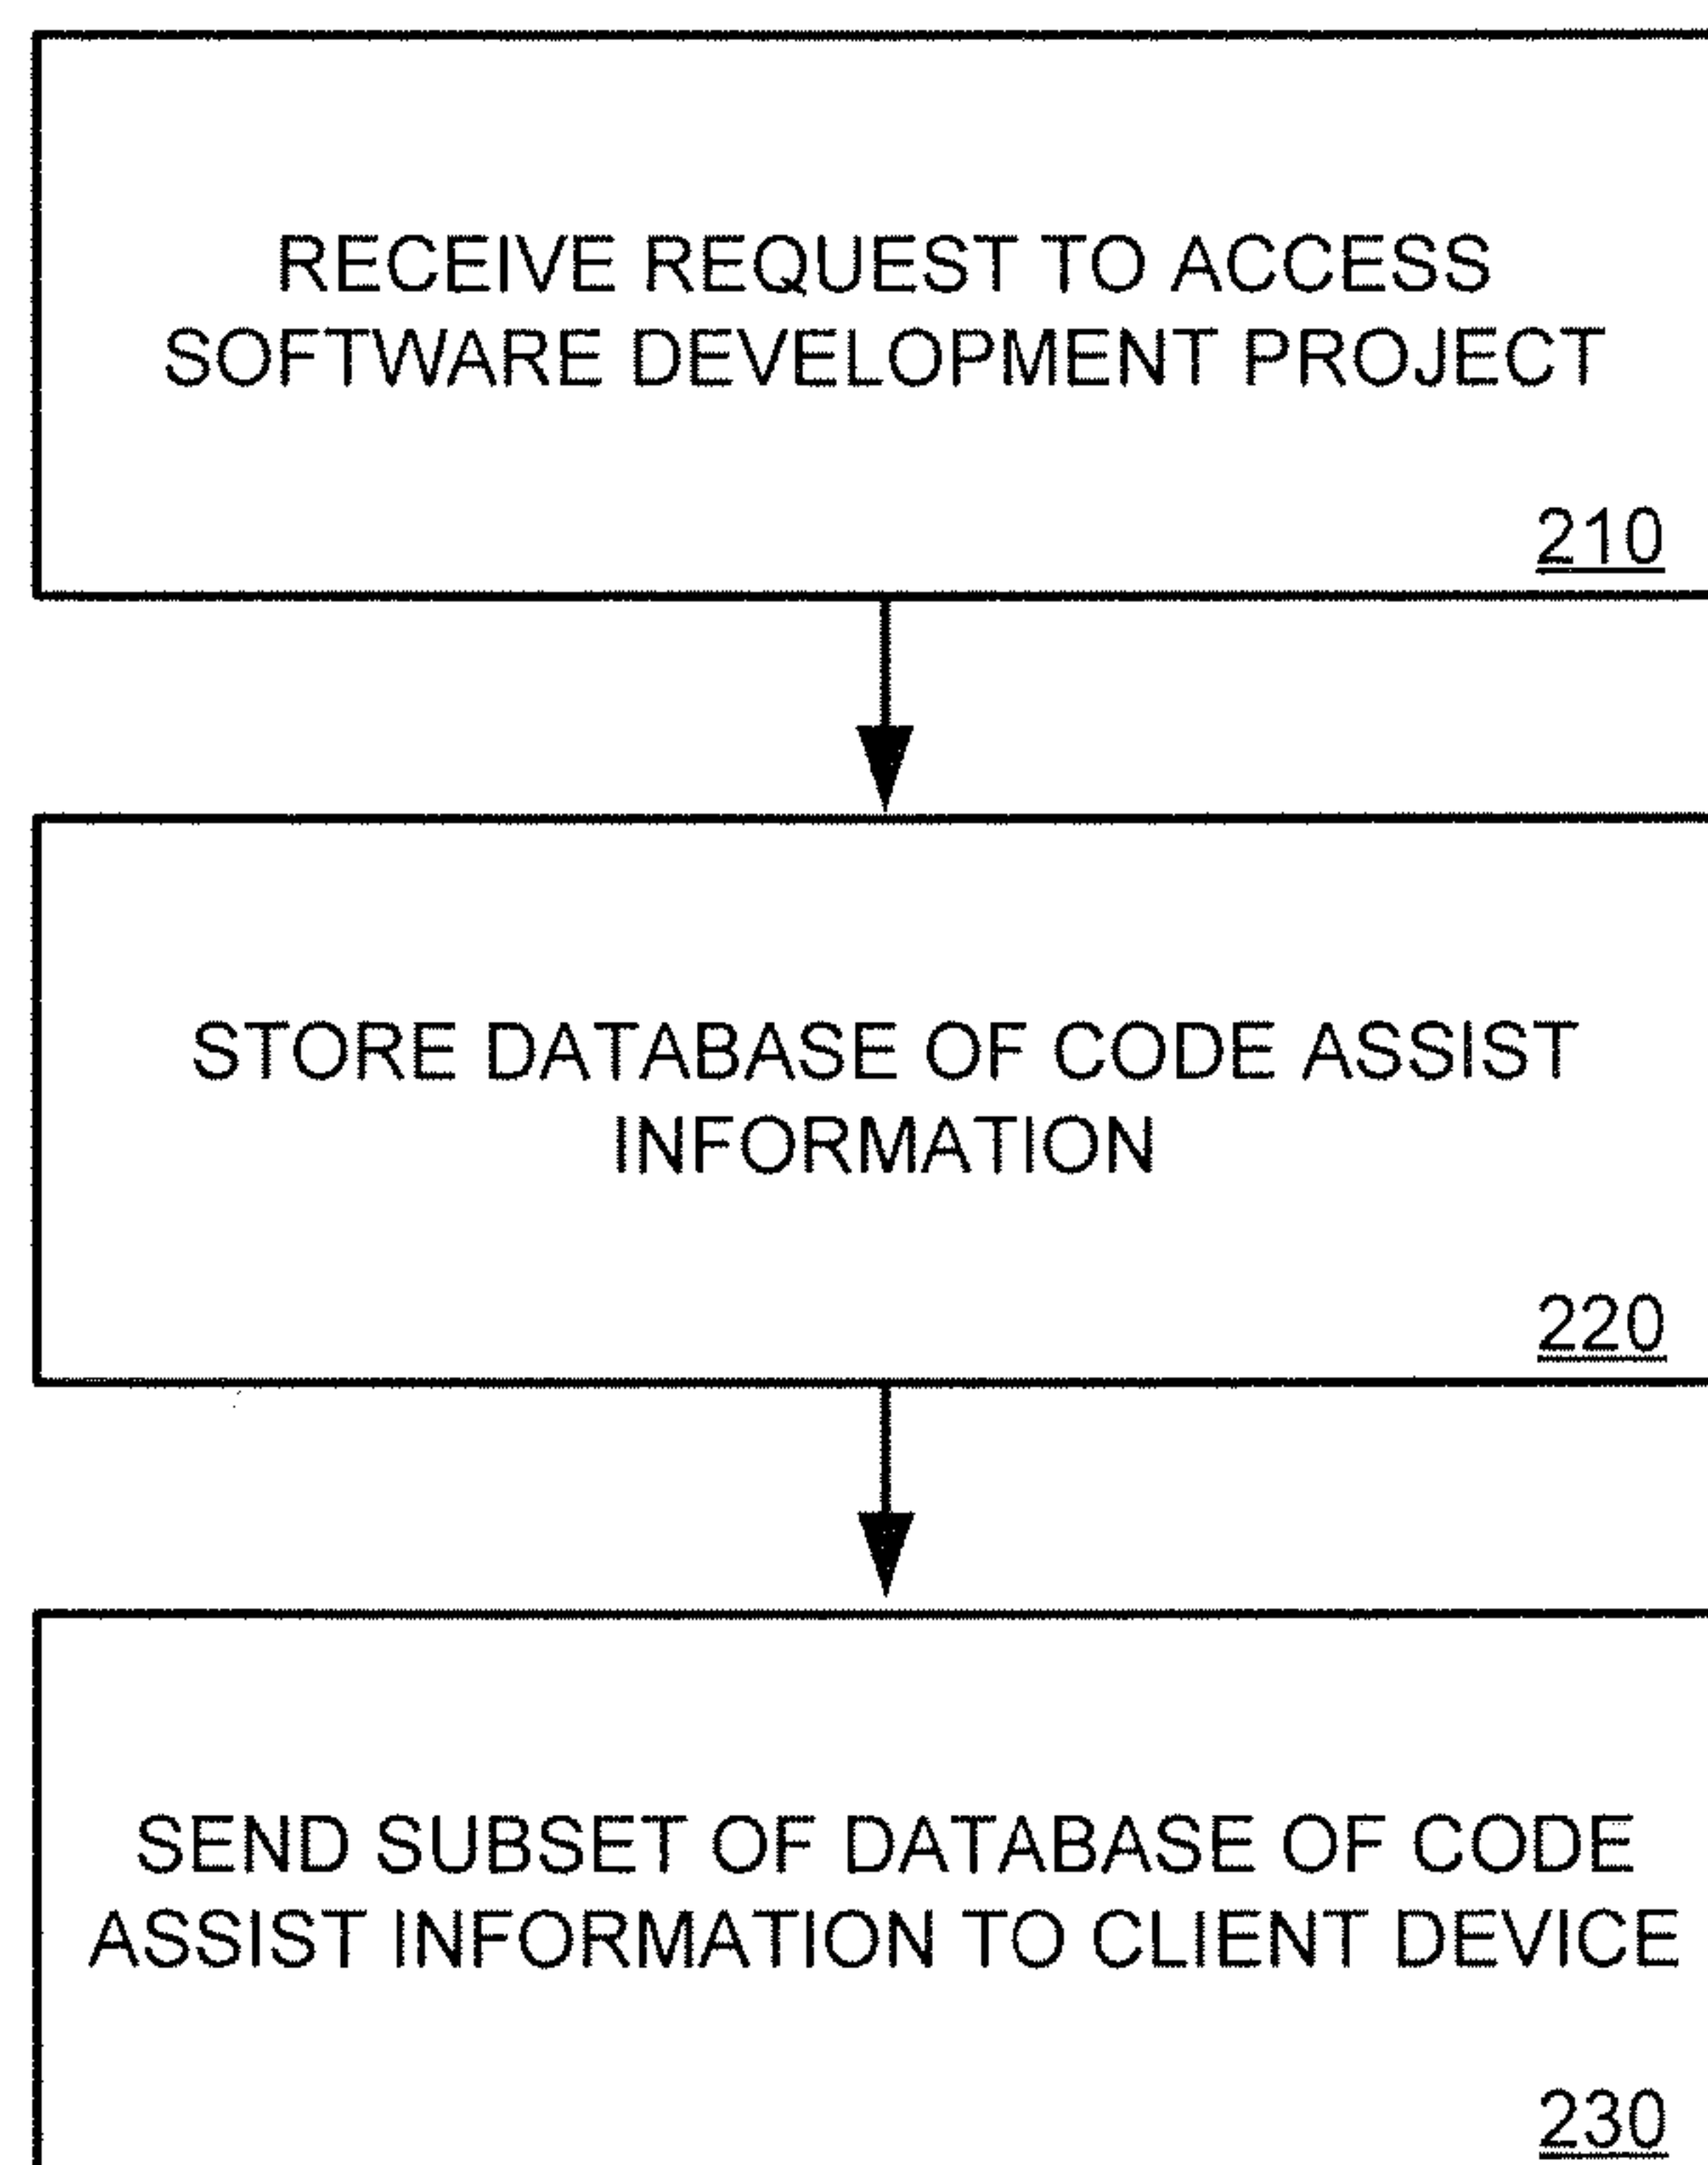 RECEIVE REQUEST TO ACCESS
SOFTWARE DEVELOPMENT PROJECT
210
STORE DATABASE OF CODE ASSIST
INFORMATION
220
SEND SUBSET OF DATABASE OF CODE
ASSIST INFORMATION TO CLIENT DEVICE
230